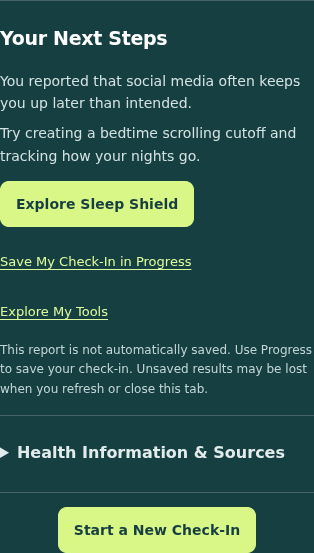 Your Next Steps
You reported that social media often keeps
you up later than intended.
Try creating a bedtime scrolling cutoff and
tracking how your nights go.
Explore Sleep Shield
Save My Check-In in Progress
Explore My Tools
This report is not automatically saved. Use Progress
to save your check-in. Unsaved results may be lost
when you refresh or close this tab.
Health Information & Sources
Start a New Check-In